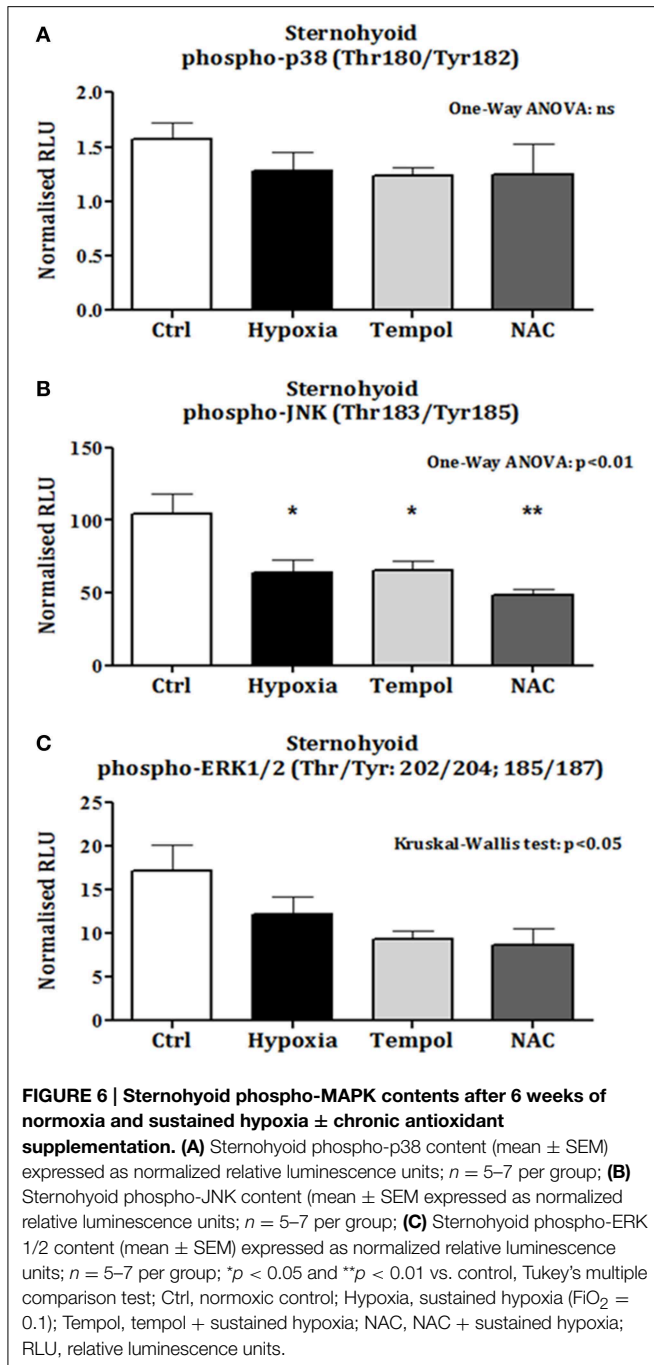 A
Sternohyoid
phospho-p38 (Thr180/Tyr182)
One-Way ANOVA: ns
Normalised RLU
2.0
1.5
1.0
0.5
0.0
Ctrl Hypoxia Tempol NAC
B
Sternohyoid
phospho-JNK (Thr183/Tyr185)
One-Way ANOVA: p<0.01
Normalised RLU
150
100
50
0
* * **
Ctrl Hypoxia Tempol NAC
C
Sternohyoid
phospho-ERK1/2 (Thr/Tyr: 202/204; 185/187)
Kruskal-Wallis test: p<0.05
Normalised RLU
25
20
15
10
5
0
Ctrl Hypoxia Tempol NAC
FIGURE 6 | Sternohyoid phospho-MAPK contents after 6 weeks of
normoxia and sustained hypoxia ± chronic antioxidant
supplementation. (A) Sternohyoid phospho-p38 content (mean ± SEM)
expressed as normalized relative luminescence units; n = 5–7 per group; (B)
Sternohyoid phospho-JNK content (mean ± SEM expressed as normalized
relative luminescence units; n = 5–7 per group; (C) Sternohyoid phospho-ERK
1/2 content (mean ± SEM) expressed as normalized relative luminescence
units; n = 5–7 per group; *p < 0.05 and **p < 0.01 vs. control, Tukey's multiple
comparison test; Ctrl, normoxic control; Hypoxia, sustained hypoxia (FiO₂ =
0.1); Tempol, tempol + sustained hypoxia; NAC, NAC + sustained hypoxia;
RLU, relative luminescence units.